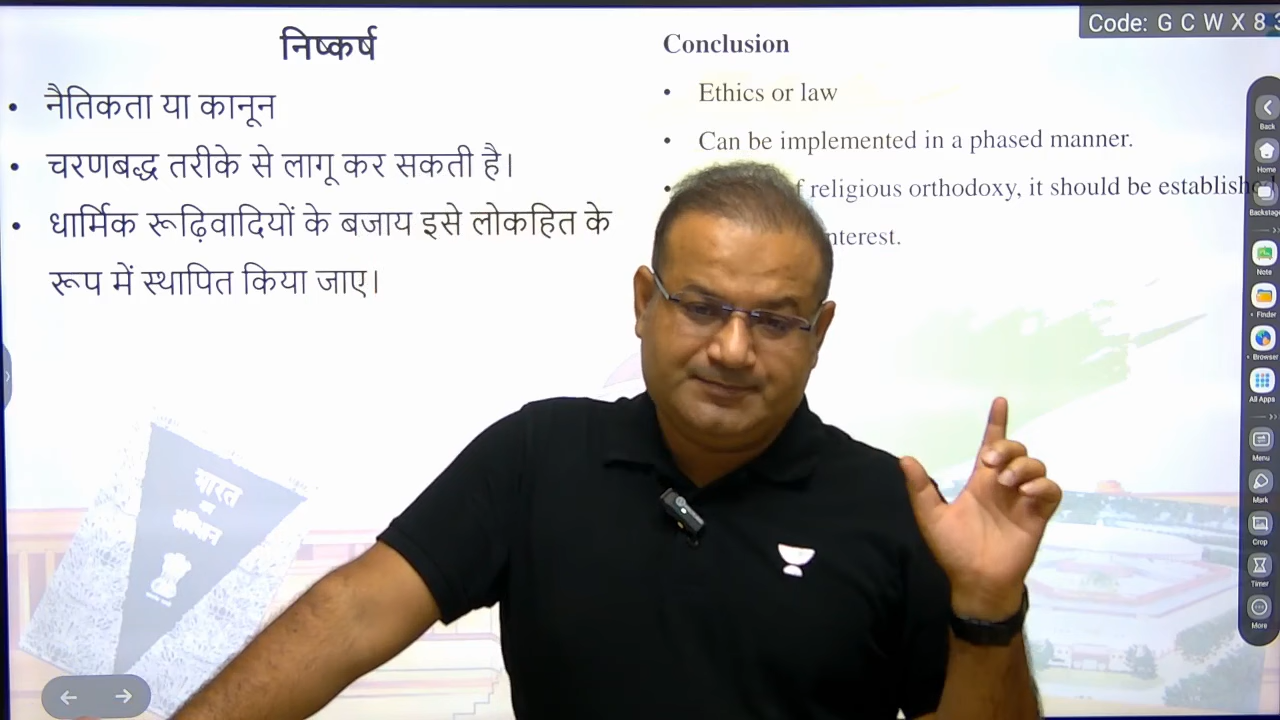 Code: G C W X 8 3
निष्कर्ष
• नैतिकता या कानून
• चरणबद्ध तरीके से लागू कर सकती है।
• धार्मिक रूढ़िवादियों के बजाय इसे लोकहित के
रूप में स्थापित किया जाए।
Conclusion
• Ethics or law
• Can be implemented in a phased manner.
• religious orthodoxy, it should be
nterest.
भारत
का
संविधान
Back
Home
Backstage
Note
Finder
Browser
All Apps
Menu
Mark
Crop
Timer
More